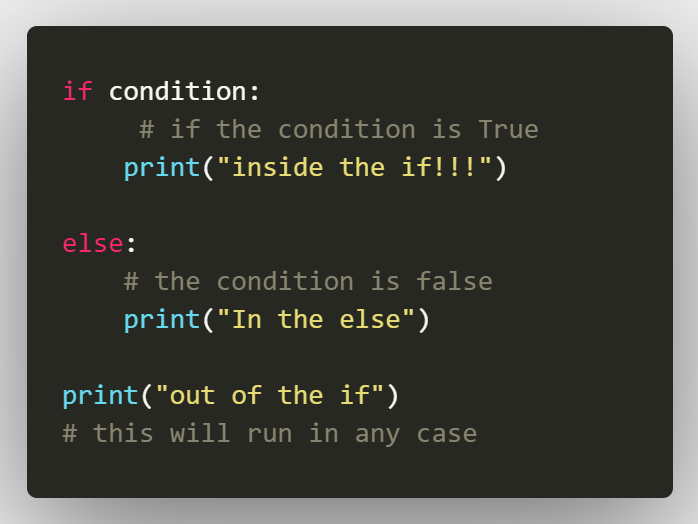 if condition:
     # if the condition is True
    print("inside the if!!!")
else:
    # the condition is false
    print("In the else")
print("out of the if")
# this will run in any case